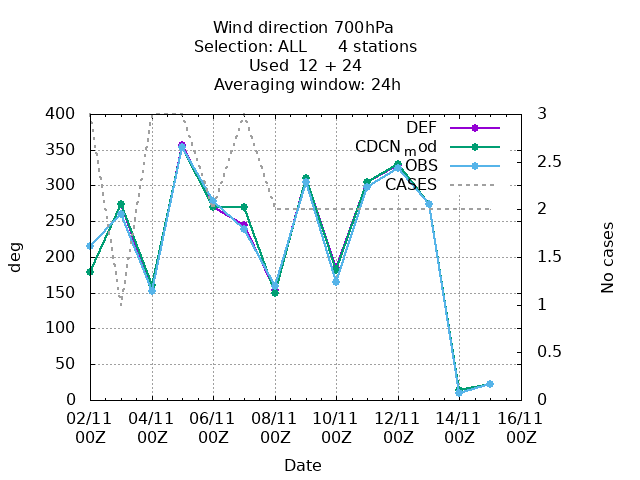 Wind direction 700hPa
Selection: ALL      4 stations
Used  12 + 24
Averaging window: 24h
400
350
300
250
200
150
100
50
0
deg
3
2.5
2
1.5
1
0.5
0
No cases
DEF
CDCN_mod
OBS
CASES
02/11 04/11 06/11 08/11 10/11 12/11 14/11 16/11
00Z 00Z 00Z 00Z 00Z 00Z 00Z 00Z
Date